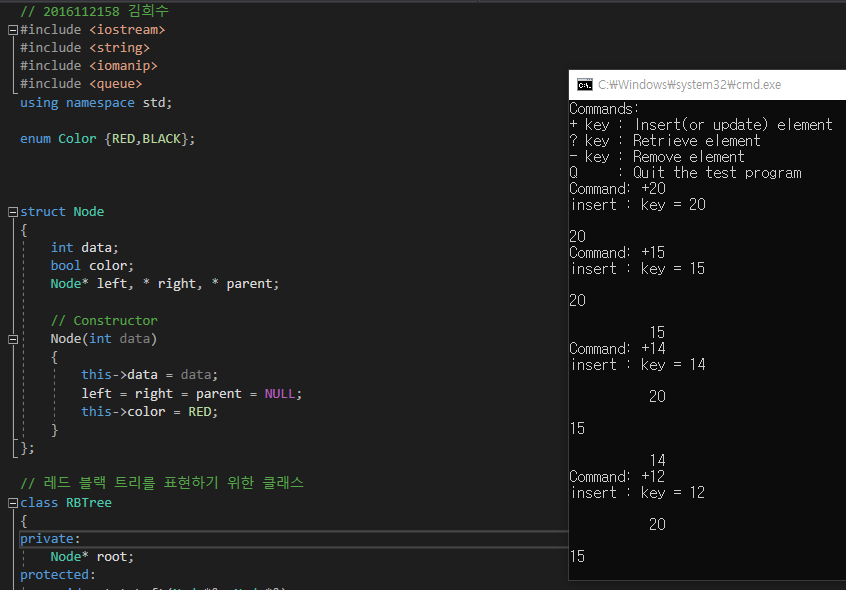 // 2016112158 김희수
#include <iostream>
#include <string>
#include <iomanip>
#include <queue>
using namespace std;
enum Color {RED,BLACK};
struct Node
{
int data;
bool color;
Node* left, * right, * parent;
// Constructor
Node(int data)
{
this->data = data;
left = right = parent = NULL;
this->color = RED;
}
};
// 레드 블랙 트리를 표현하기 위한 클래스
class RBTree
{
private:
Node* root;
protected:
C:\Windows\system32\cmd.exe
Commands:
+ key : Insert(or update) element
? key : Retrieve element
- key : Remove element
Q : Quit the test program
Command: +20
insert : key = 20
20
Command: +15
insert : key = 15
20
15
Command: +14
insert : key = 14
20
15
14
Command: +12
insert : key = 12
20
15